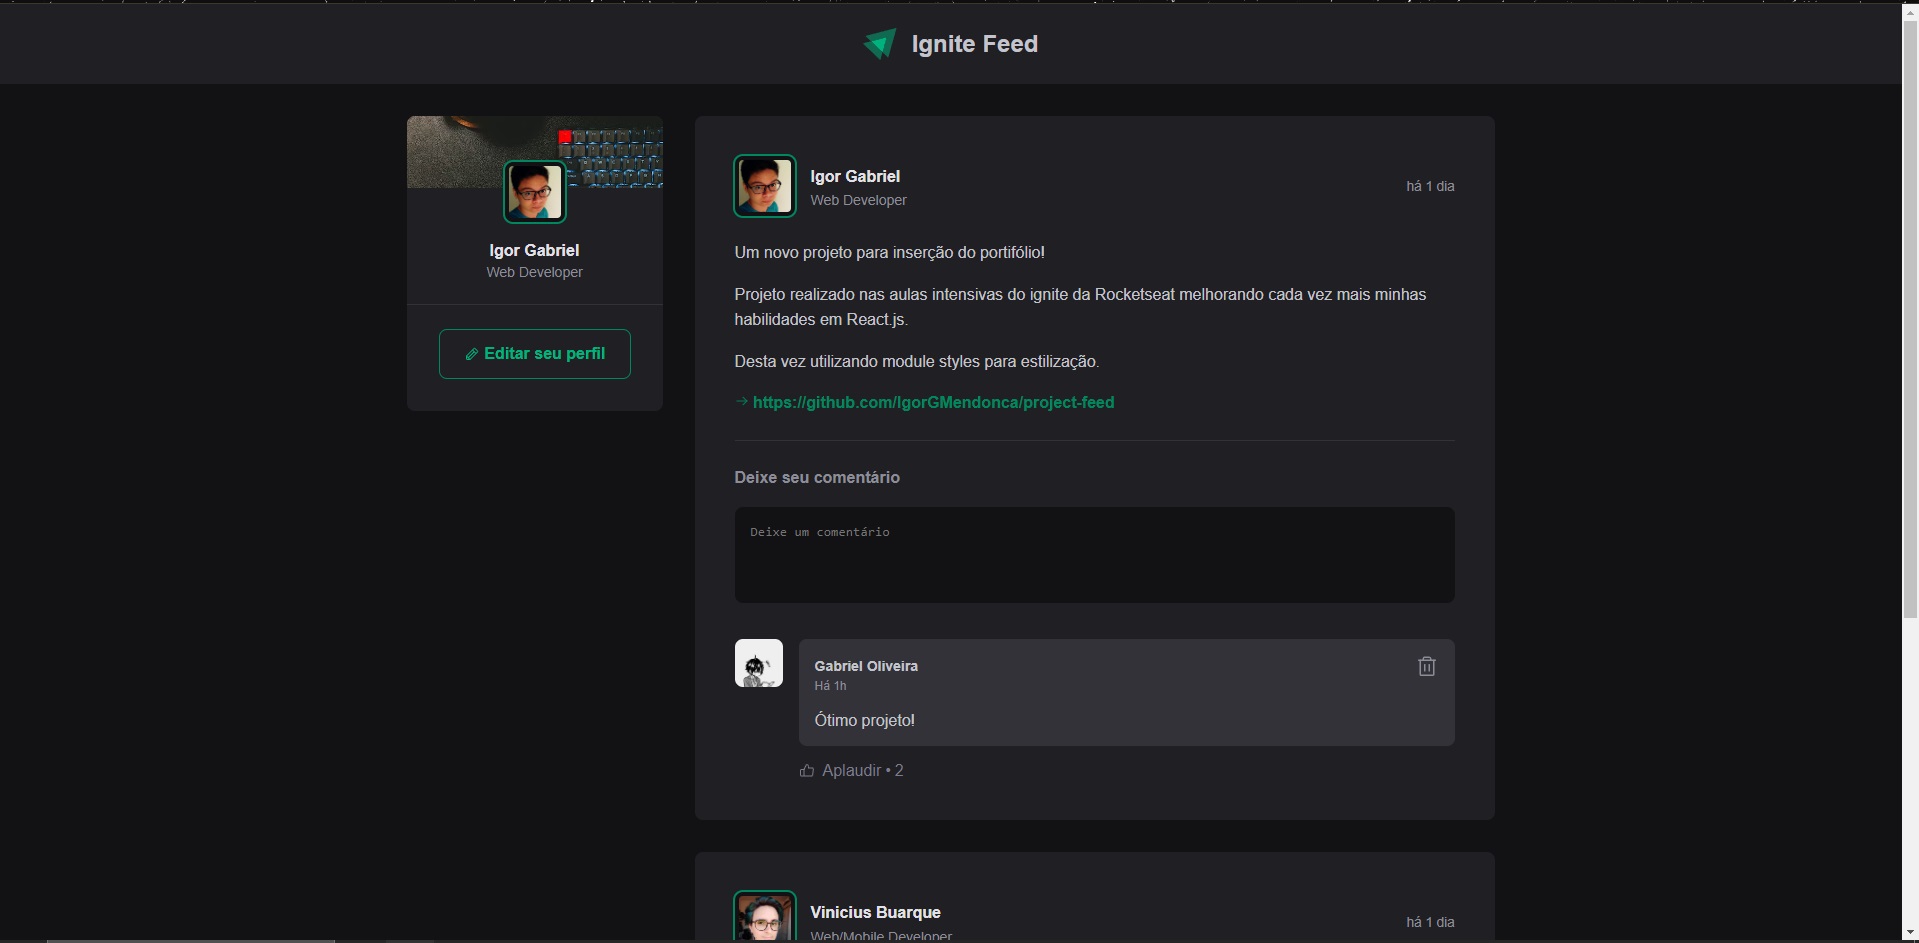 Ignite Feed
Igor Gabriel
Web Developer
Editar seu perfil
Igor Gabriel
Web Developer
há 1 dia
Um novo projeto para inserção do portifólio!
Projeto realizado nas aulas intensivas do ignite da Rocketseat melhorando cada vez mais minhas
habilidades em React.js.
Desta vez utilizando module styles para estilização.
→ https://github.com/IgorGMendonca/project-feed
Deixe seu comentário
Deixe um comentário
Gabriel Oliveira
Há 1h
Ótimo projeto!
Aplaudir • 2
Vinicius Buarque
Web/Mobile Developer
há 1 dia